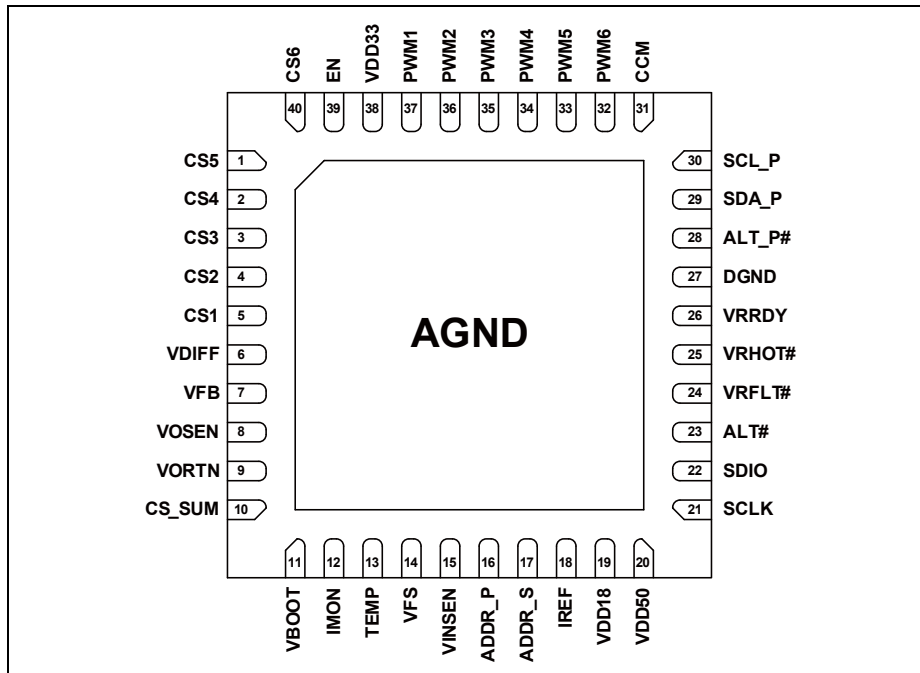 CS6 EN VDD33 PWM1 PWM2 PWM3 PWM4 PWM5 PWM6 CCM
40 39 38 37 36 35 34 33 32 31
CS5 1 30 SCL_P
CS4 2 29 SDA_P
CS3 3 28 ALT_P#
CS2 4 27 DGND
CS1 5 26 VRRDY
AGND
VDIFF 6 25 VRHOT#
VFB 7 24 VRFLT#
VOSEN 8 23 ALT#
VORTN 9 22 SDIO
CS_SUM 10 21 SCLK
11 12 13 14 15 16 17 18 19 20
VBOOT IMON TEMP VFS VINSEN ADDR_P ADDR_S IREF VDD18 VDD50